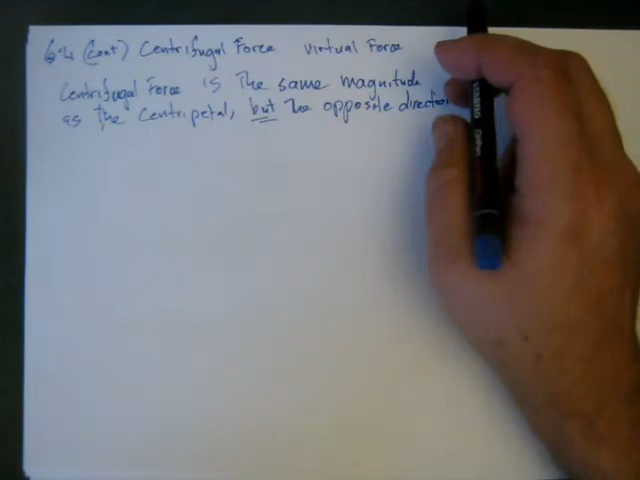 6.4 (cont) Centrifugal Force virtual Force
Centrifugal Force is the same magnitude
as the Centripetal, but the opposite direction